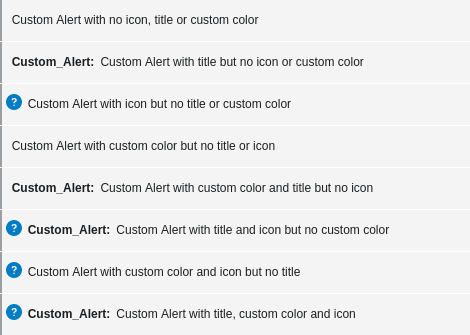 Custom Alert with no icon, title or custom color
Custom_Alert: Custom Alert with title but no icon or custom color
? Custom Alert with icon but no title or custom color
Custom Alert with custom color but no title or icon
Custom_Alert: Custom Alert with custom color and title but no icon
? Custom_Alert: Custom Alert with title and icon but no custom color
? Custom Alert with custom color and icon but no title
? Custom_Alert: Custom Alert with title, custom color and icon